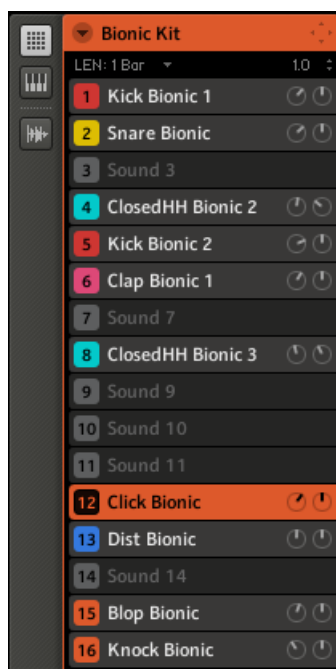 Bionic Kit
LEN: 1 Bar 1.0
1 Kick Bionic 1
2 Snare Bionic
3 Sound 3
4 ClosedHH Bionic 2
5 Kick Bionic 2
6 Clap Bionic 1
7 Sound 7
8 ClosedHH Bionic 3
9 Sound 9
10 Sound 10
11 Sound 11
12 Click Bionic
13 Dist Bionic
14 Sound 14
15 Blop Bionic
16 Knock Bionic